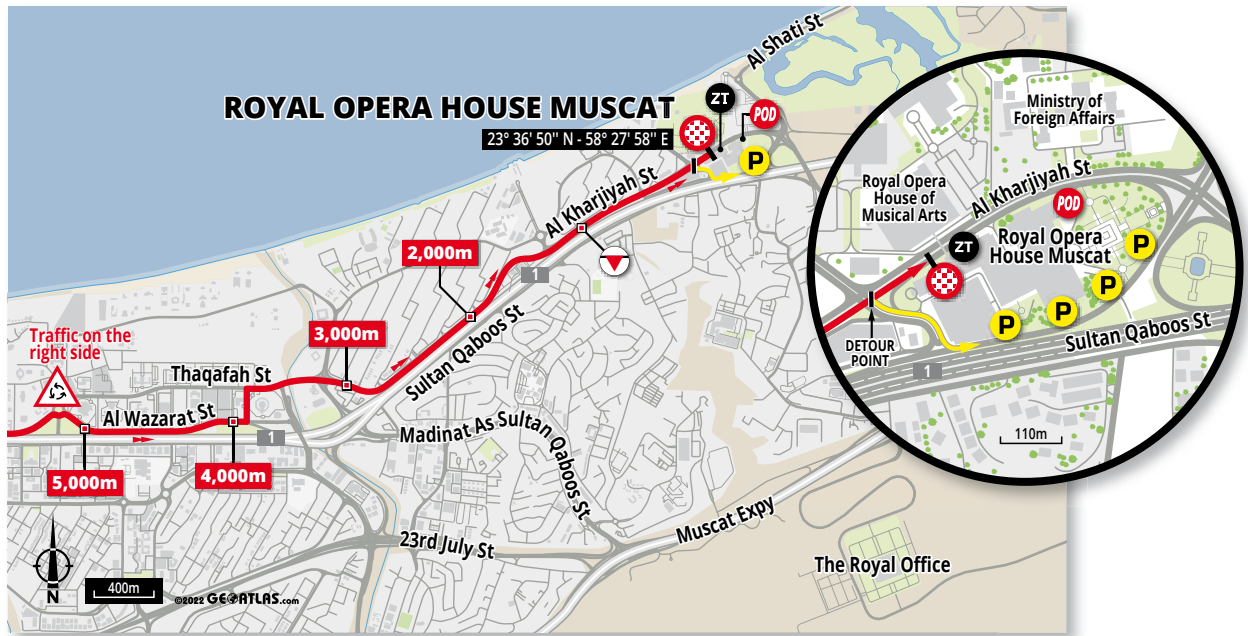 Al Shati St
ROYAL OPERA HOUSE MUSCAT
23° 36' 50'' N - 58° 27' 58'' E
ZT
POD
P
Al Kharjiyah St
2,000m
1
3,000m
Sultan Qaboos St
Traffic on the
right side
Thaqafah St
Al Wazarat St
1
5,000m
4,000m
Madinat As Sultan Qaboos St
23rd July St
Muscat Expy
The Royal Office
N
400m
©2022 GEOATLAS.com
Ministry of
Foreign Affairs
Royal Opera
House of
Musical Arts
Al Kharjiyah St
POD
ZT
Royal Opera
House Muscat
P
P
P
P
DETOUR
POINT
Sultan Qaboos St
1
110m